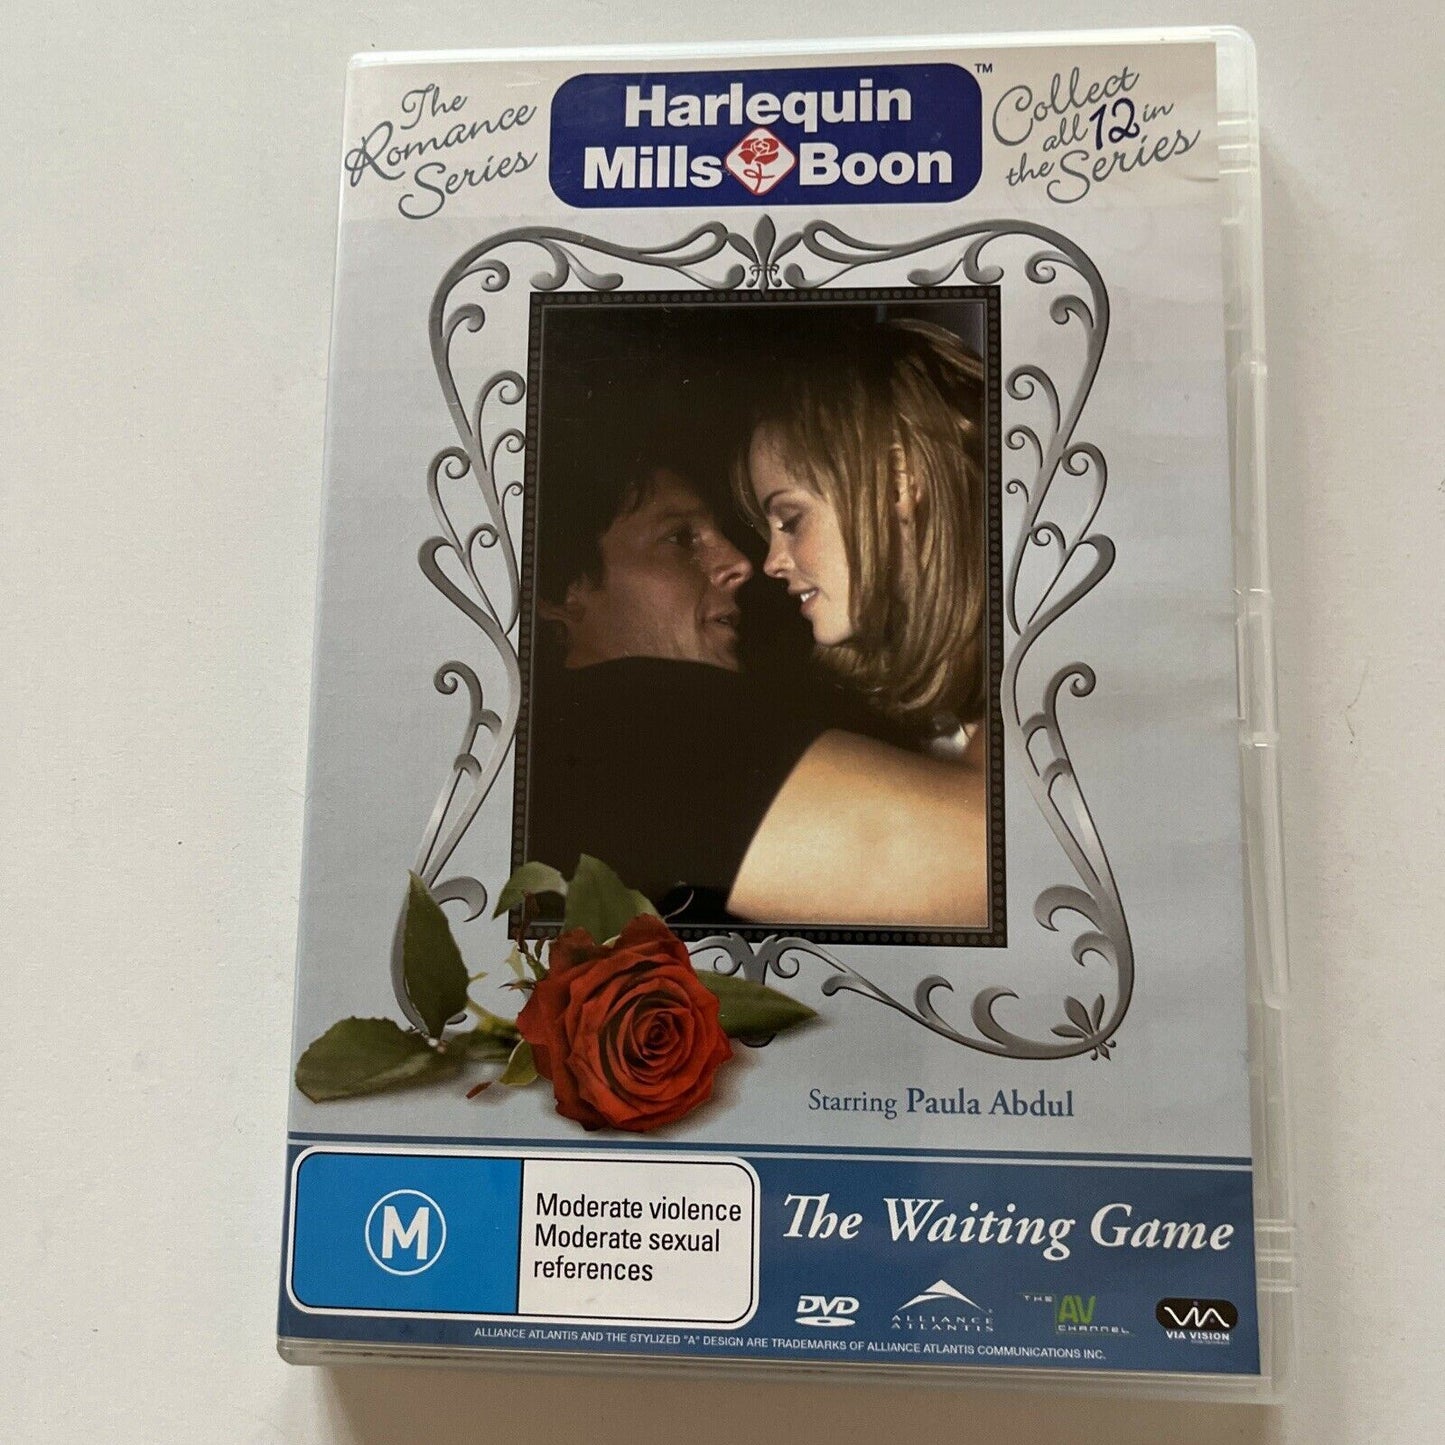 The
Romance
Series
Harlequin
Mills Boon
TM
Collect
all 12 in
the Series
Starring Paula Abdul
M
Moderate violence
Moderate sexual
references
The Waiting Game
DVD
ALLIANCE
ATLANTIS
THE
AV
CHANNEL
VIA
VIA VISION
ALLIANCE ATLANTIS AND THE STYLIZED "A" DESIGN ARE TRADEMARKS OF ALLIANCE ATLANTIS COMMUNICATIONS INC.